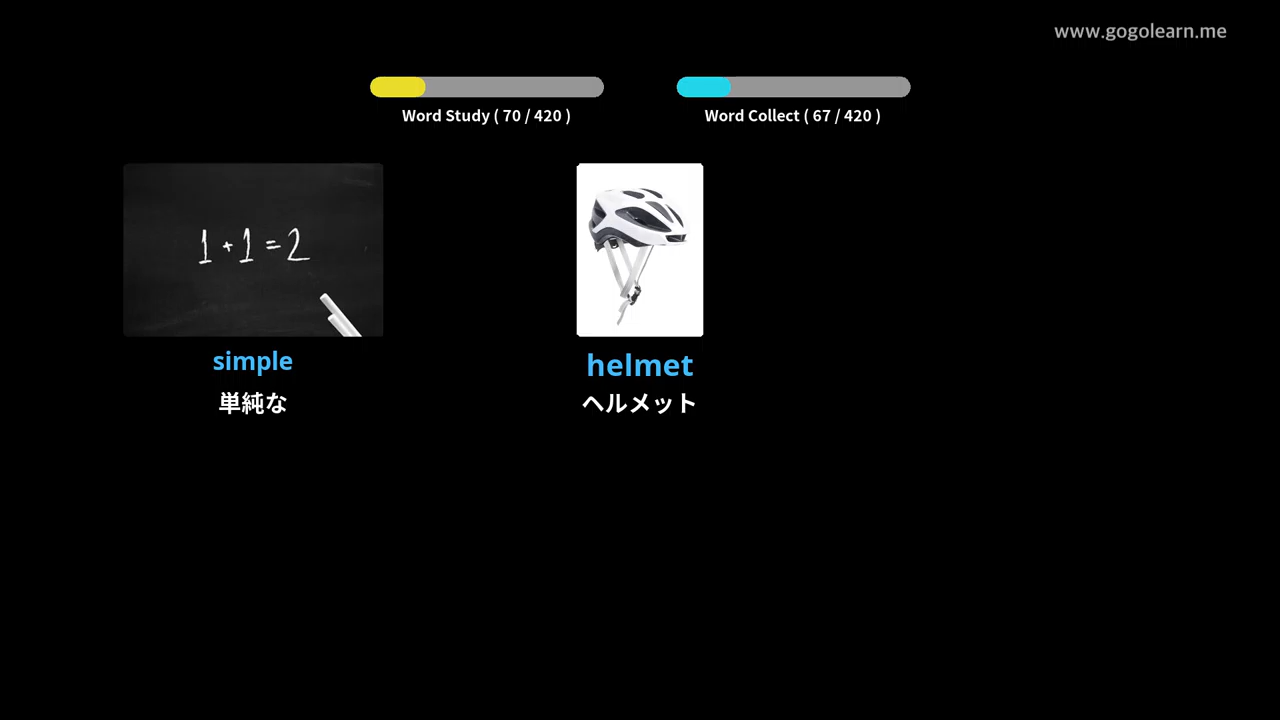 www.gogolearn.me
Word Study ( 70 / 420 )
Word Collect ( 67 / 420 )
1 + 1 = 2
simple
単純な
helmet
ヘルメット